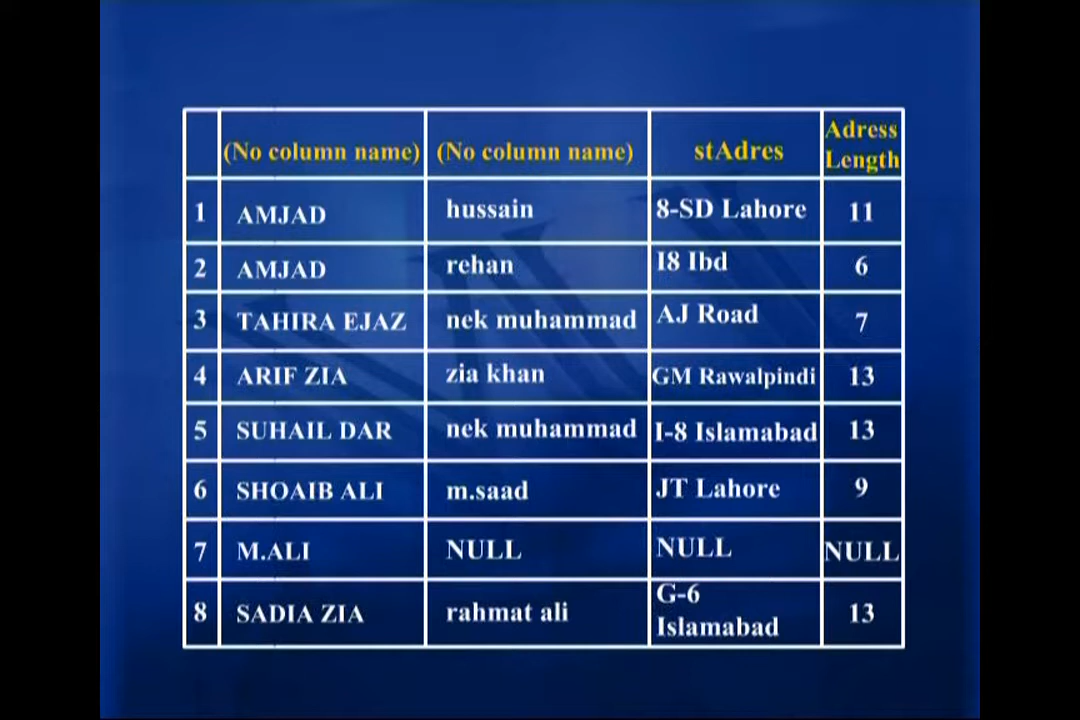 (No column name) (No column name) stAdres Adress Length
1 AMJAD hussain 8-SD Lahore 11
2 AMJAD rehan I8 Ibd 6
3 TAHIRA EJAZ nek muhammad AJ Road 7
4 ARIF ZIA zia khan GM Rawalpindi 13
5 SUHAIL DAR nek muhammad I-8 Islamabad 13
6 SHOAIB ALI m.saad JT Lahore 9
7 M.ALI NULL NULL NULL
8 SADIA ZIA rahmat ali G-6 Islamabad 13